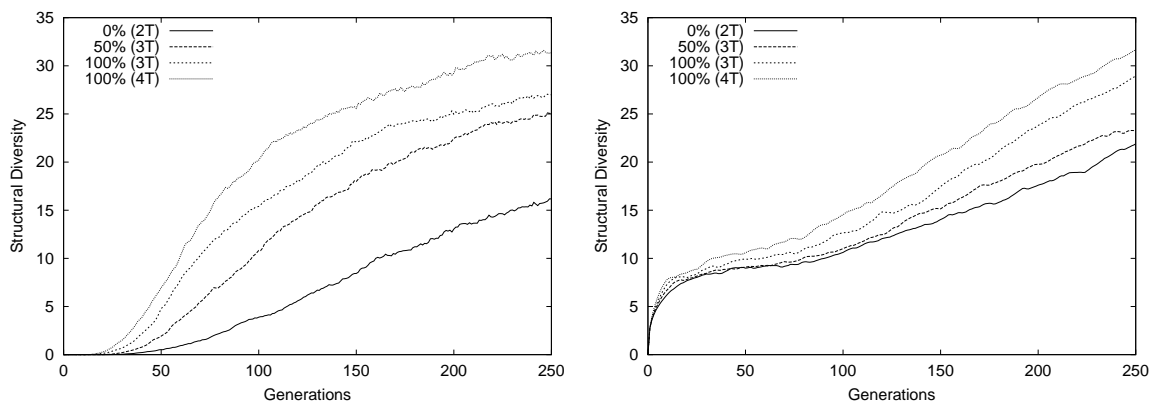 35
30
25
20
15
10
5
0
Structural Diversity
0% (2T)
50% (3T)
100% (3T)
100% (4T)
0 50 100 150 200 250
Generations
35
30
25
20
15
10
5
0
Structural Diversity
0% (2T)
50% (3T)
100% (3T)
100% (4T)
0 50 100 150 200 250
Generations